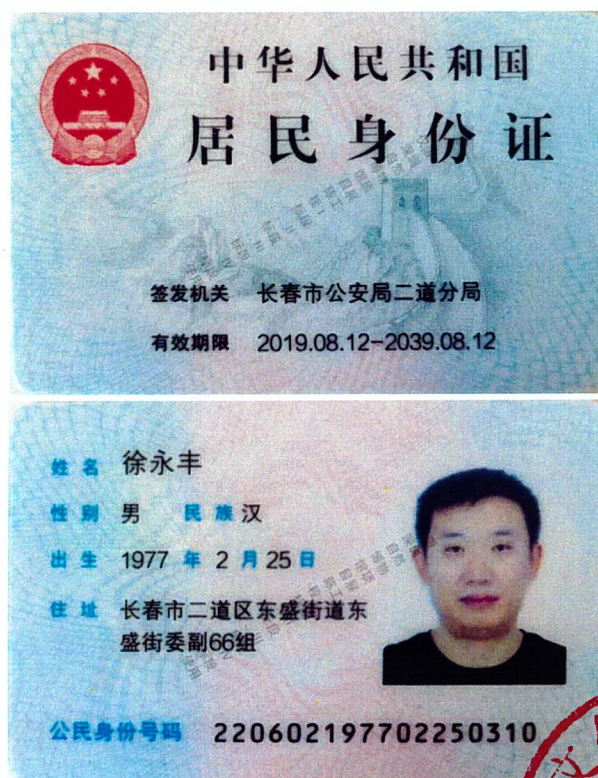 中华人民共和国
居民身份证
签发机关 长春市公安局二道分局
有效期限 2019.08.12-2039.08.12
姓名 徐永丰
性别 男 民族 汉
出生 1977 年 2 月 25 日
住址 长春市二道区东盛街道东
盛街委副66组
公民身份号码 220602197702250310